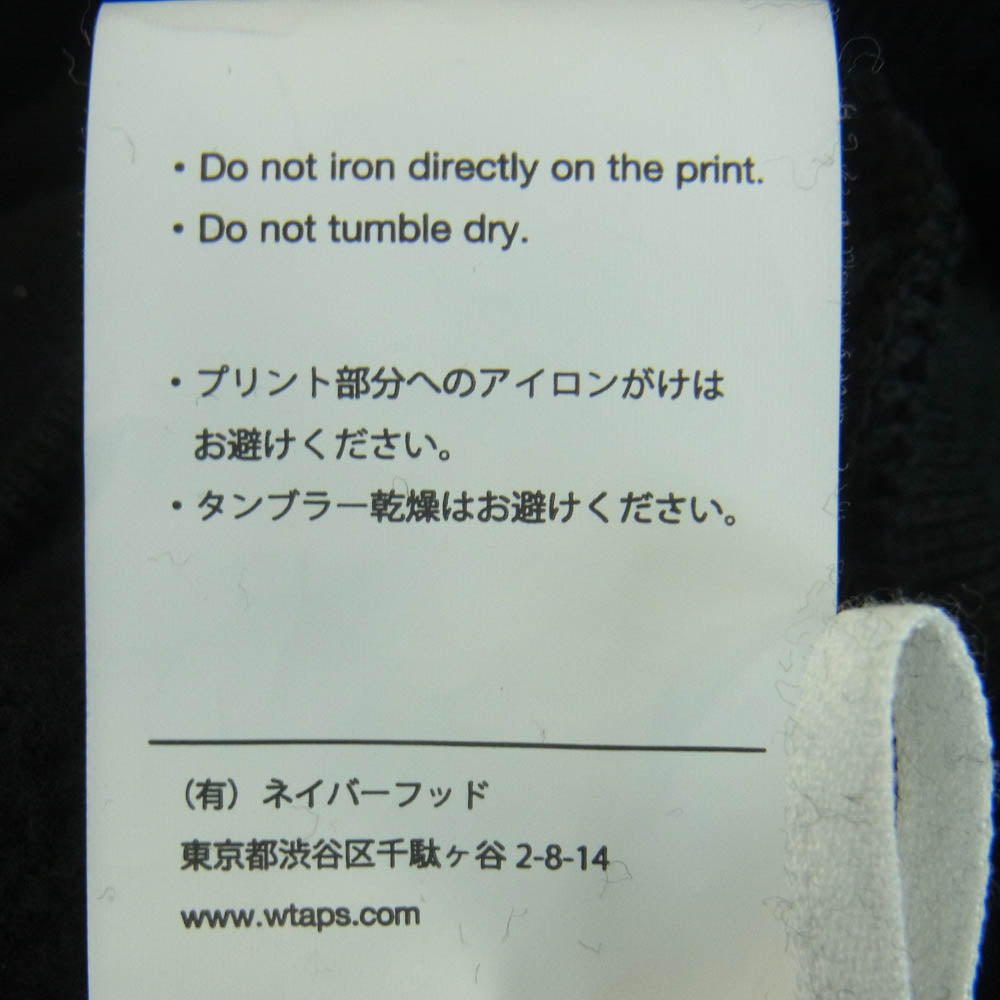 ・Do not iron directly on the print.
・Do not tumble dry.
・プリント部分へのアイロンがけは
お避けください。
・タンブラー乾燥はお避けください。
（有）ネイバーフッド
東京都渋谷区千駄ヶ谷 2-8-14
www.wtaps.com